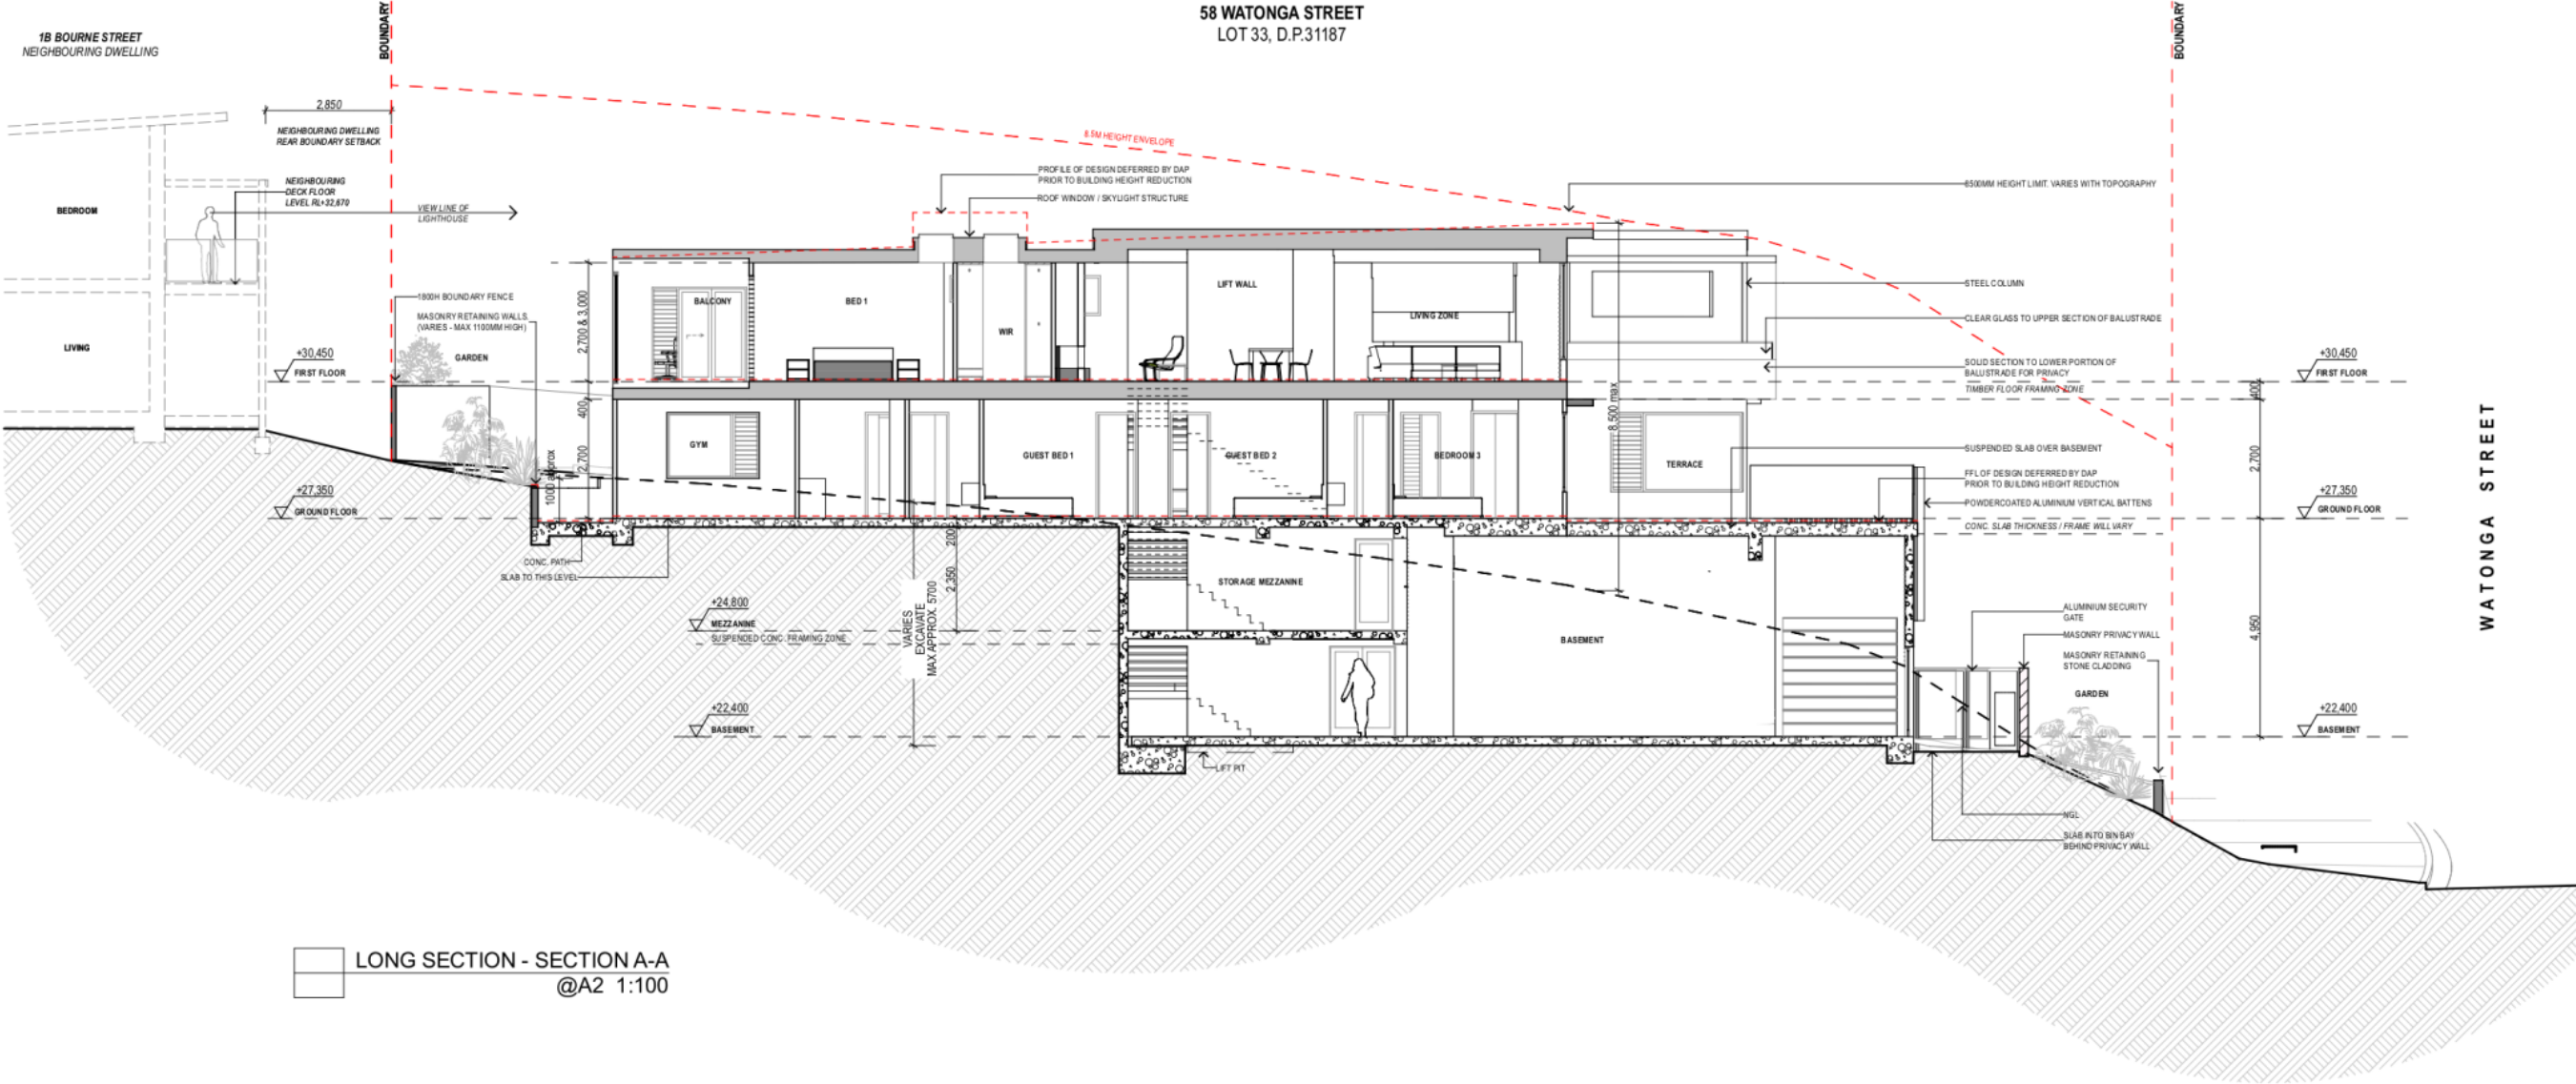 58 WATONGA STREET
LOT 33, D.P.31187
BOUNDARY
BOUNDARY
1B BOURNE STREET
NEIGHBOURING DWELLING
2,850
NEIGHBOURING DWELLING
REAR BOUNDARY SETBACK
NEIGHBOURING
DECK FLOOR
LEVEL RL+32,670
VIEW LINE OF
LIGHTHOUSE
BEDROOM
LIVING
8.5M HEIGHT ENVELOPE
PROFILE OF DESIGN DEFERRED BY DAP
PRIOR TO BUILDING HEIGHT REDUCTION
ROOF WINDOW / SKYLIGHT STRUCTURE
8500MM HEIGHT LIMIT. VARIES WITH TOPOGRAPHY
1800H BOUNDARY FENCE
MASONRY RETAINING WALLS
(VARIES - MAX 1100MM HIGH)
GARDEN
+30,450
FIRST FLOOR
+27,350
GROUND FLOOR
2,700 & 3,000
400
2,700
1000 approx
BALCONY
BED 1
WIR
LIFT WALL
LIVING ZONE
STEEL COLUMN
CLEAR GLASS TO UPPER SECTION OF BALUSTRADE
SOLID SECTION TO LOWER PORTION OF
BALUSTRADE FOR PRIVACY
TIMBER FLOOR FRAMING ZONE
+30,450
FIRST FLOOR
400
8,500 max
GYM
GUEST BED 1
GUEST BED 2
BEDROOM 3
TERRACE
SUSPENDED SLAB OVER BASEMENT
FFL OF DESIGN DEFERRED BY DAP
PRIOR TO BUILDING HEIGHT REDUCTION
POWDERCOATED ALUMINIUM VERTICAL BATTENS
CONC. SLAB THICKNESS / FRAME WILL VARY
2,700
+27,350
GROUND FLOOR
WATONGA STREET
CONC. PATH
SLAB TO THIS LEVEL
200
2,350
VARIES
EXCAVATE
MAX APPROX. 5700
+24,800
MEZZANINE
SUSPENDED CONC. FRAMING ZONE
STORAGE MEZZANINE
BASEMENT
4,950
ALUMINIUM SECURITY
GATE
MASONRY PRIVACY WALL
MASONRY RETAINING
STONE CLADDING
GARDEN
+22,400
BASEMENT
+22,400
BASEMENT
LIFT PIT
NGL
SLAB INTO BIN BAY
BEHIND PRIVACY WALL
LONG SECTION - SECTION A-A
@A2 1:100